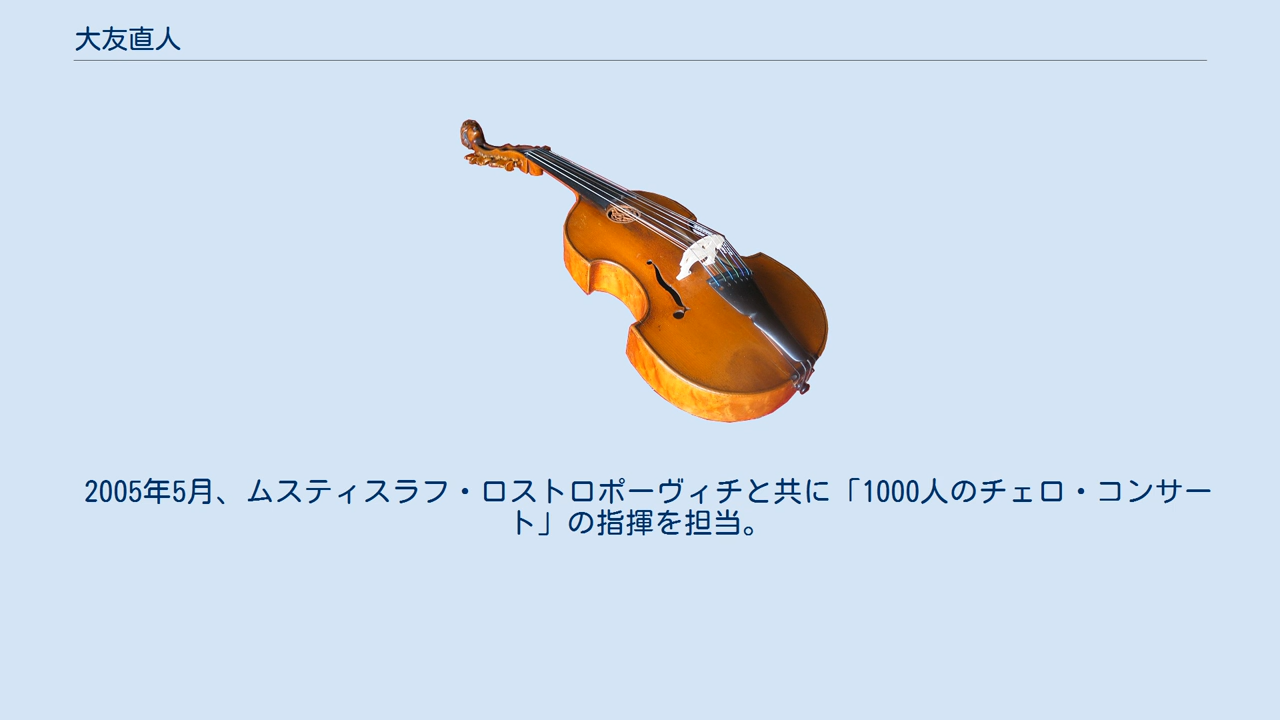 大友直人
2005年5月、ムスティスラフ・ロストロポーヴィチと共に「1000人のチェロ・コンサー
ト」の指揮を担当。